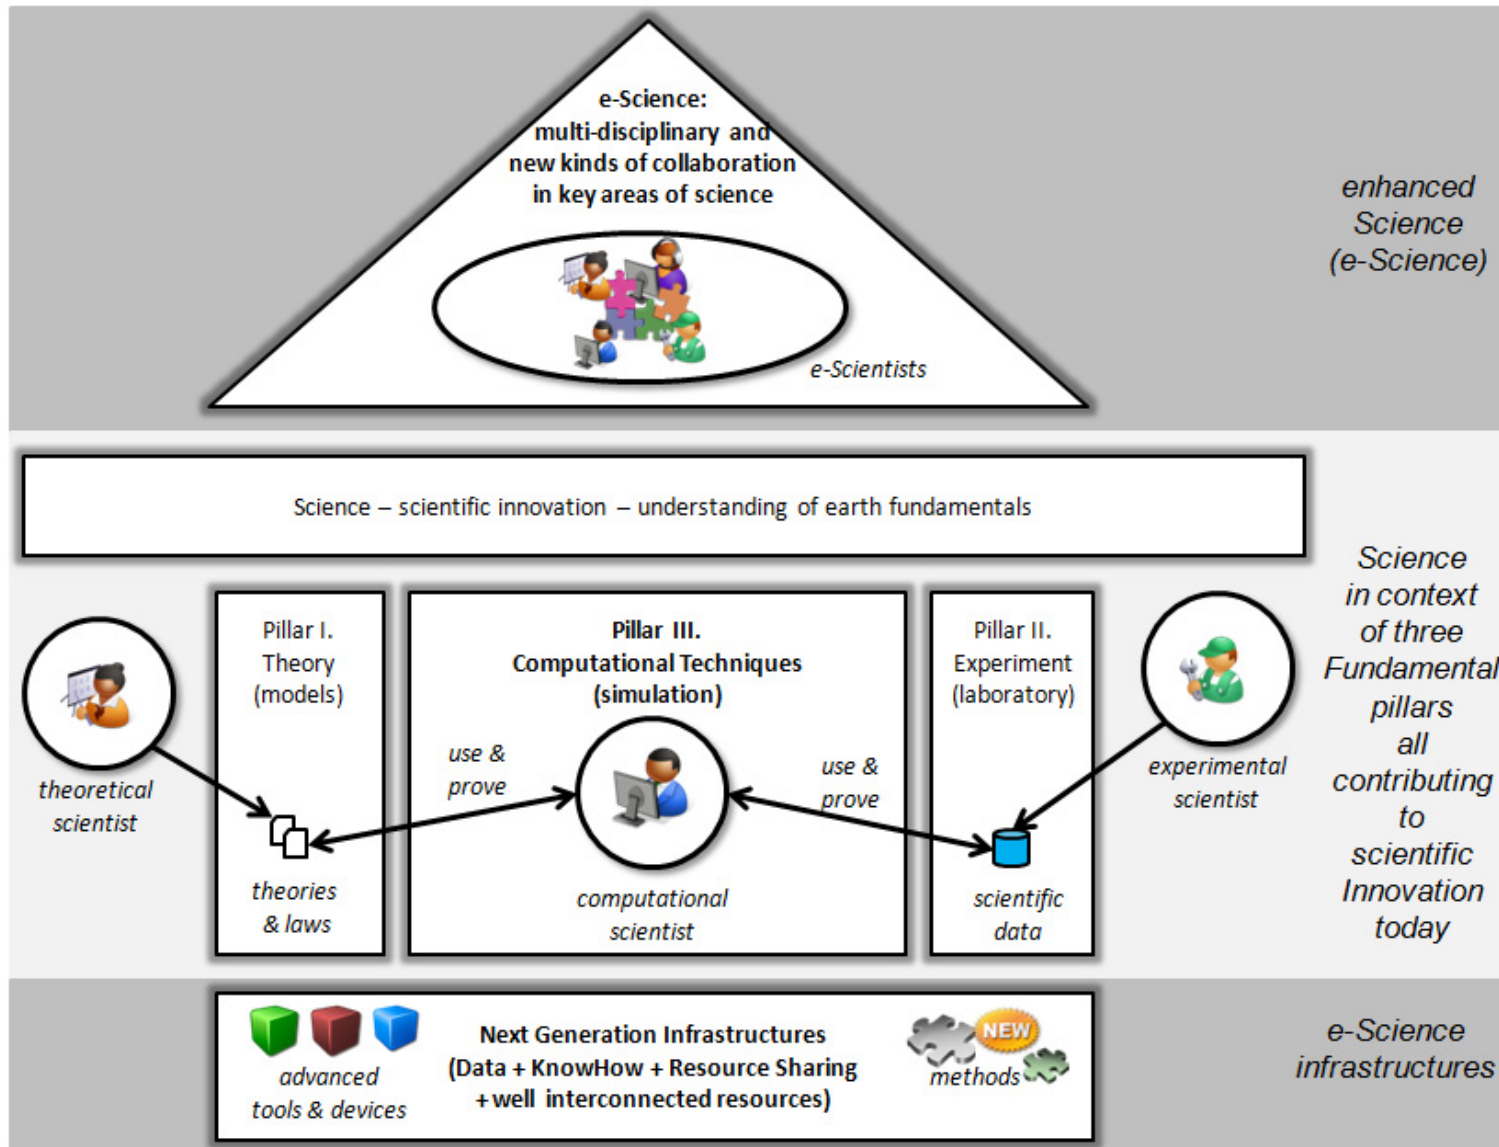 e-Science:
multi-disciplinary and
new kinds of collaboration
in key areas of science
e-Scientists
enhanced
Science
(e-Science)
Science – scientific innovation – understanding of earth fundamentals
theoretical
scientist
Pillar I.
Theory
(models)
theories
& laws
Pillar III.
Computational Techniques
(simulation)
use &
prove
use &
prove
computational
scientist
Pillar II.
Experiment
(laboratory)
scientific
data
experimental
scientist
Science
in context
of three
Fundamental
pillars
all
contributing
to
scientific
Innovation
today
advanced
tools & devices
Next Generation Infrastructures
(Data + KnowHow + Resource Sharing
+ well interconnected resources)
NEW
methods
e-Science
infrastructures